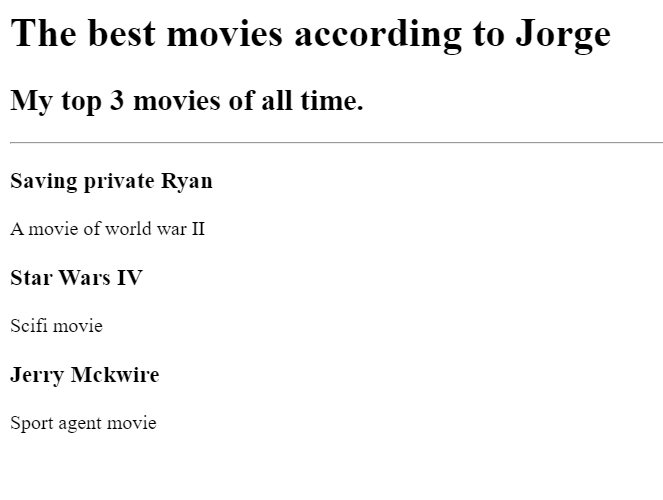 The best movies according to Jorge
My top 3 movies of all time.
Saving private Ryan
A movie of world war II
Star Wars IV
Scifi movie
Jerry Mckwire
Sport agent movie